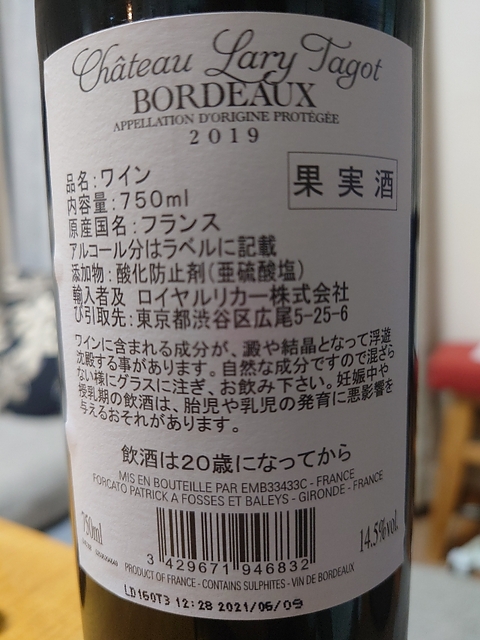 Château Lary Tagot
BORDEAUX
APPELLATION D'ORIGINE PROTÉGÉE
2019
果実酒
品名:ワイン
内容量:750ml
原産国名:フランス
アルコール分はラベルに記載
添加物:酸化防止剤(亜硫酸塩)
輸入者及 ロイヤルリカー株式会社
び引取先:東京都渋谷区広尾5-25-6
ワインに含まれる成分が、澱や結晶となって浮遊
沈殿する事があります。自然な成分ですので混ざら
ない様にグラスに注ぎ、お飲み下さい。妊娠中や
授乳期の飲酒は、胎児や乳児の発育に悪影響を
与えるおそれがあります。
飲酒は20歳になってから
MIS EN BOUTEILLE PAR EMB33433C - FRANCE
FORCATO PATRICK A FOSSES ET BALEYS - GIRONDE - FRANCE
750ml
14.5%vol.
3 429671 946832
PRODUCT OF FRANCE - CONTAINS SULPHITES - VIN DE BORDEAUX
LD160T3 12:28 2021/06/09